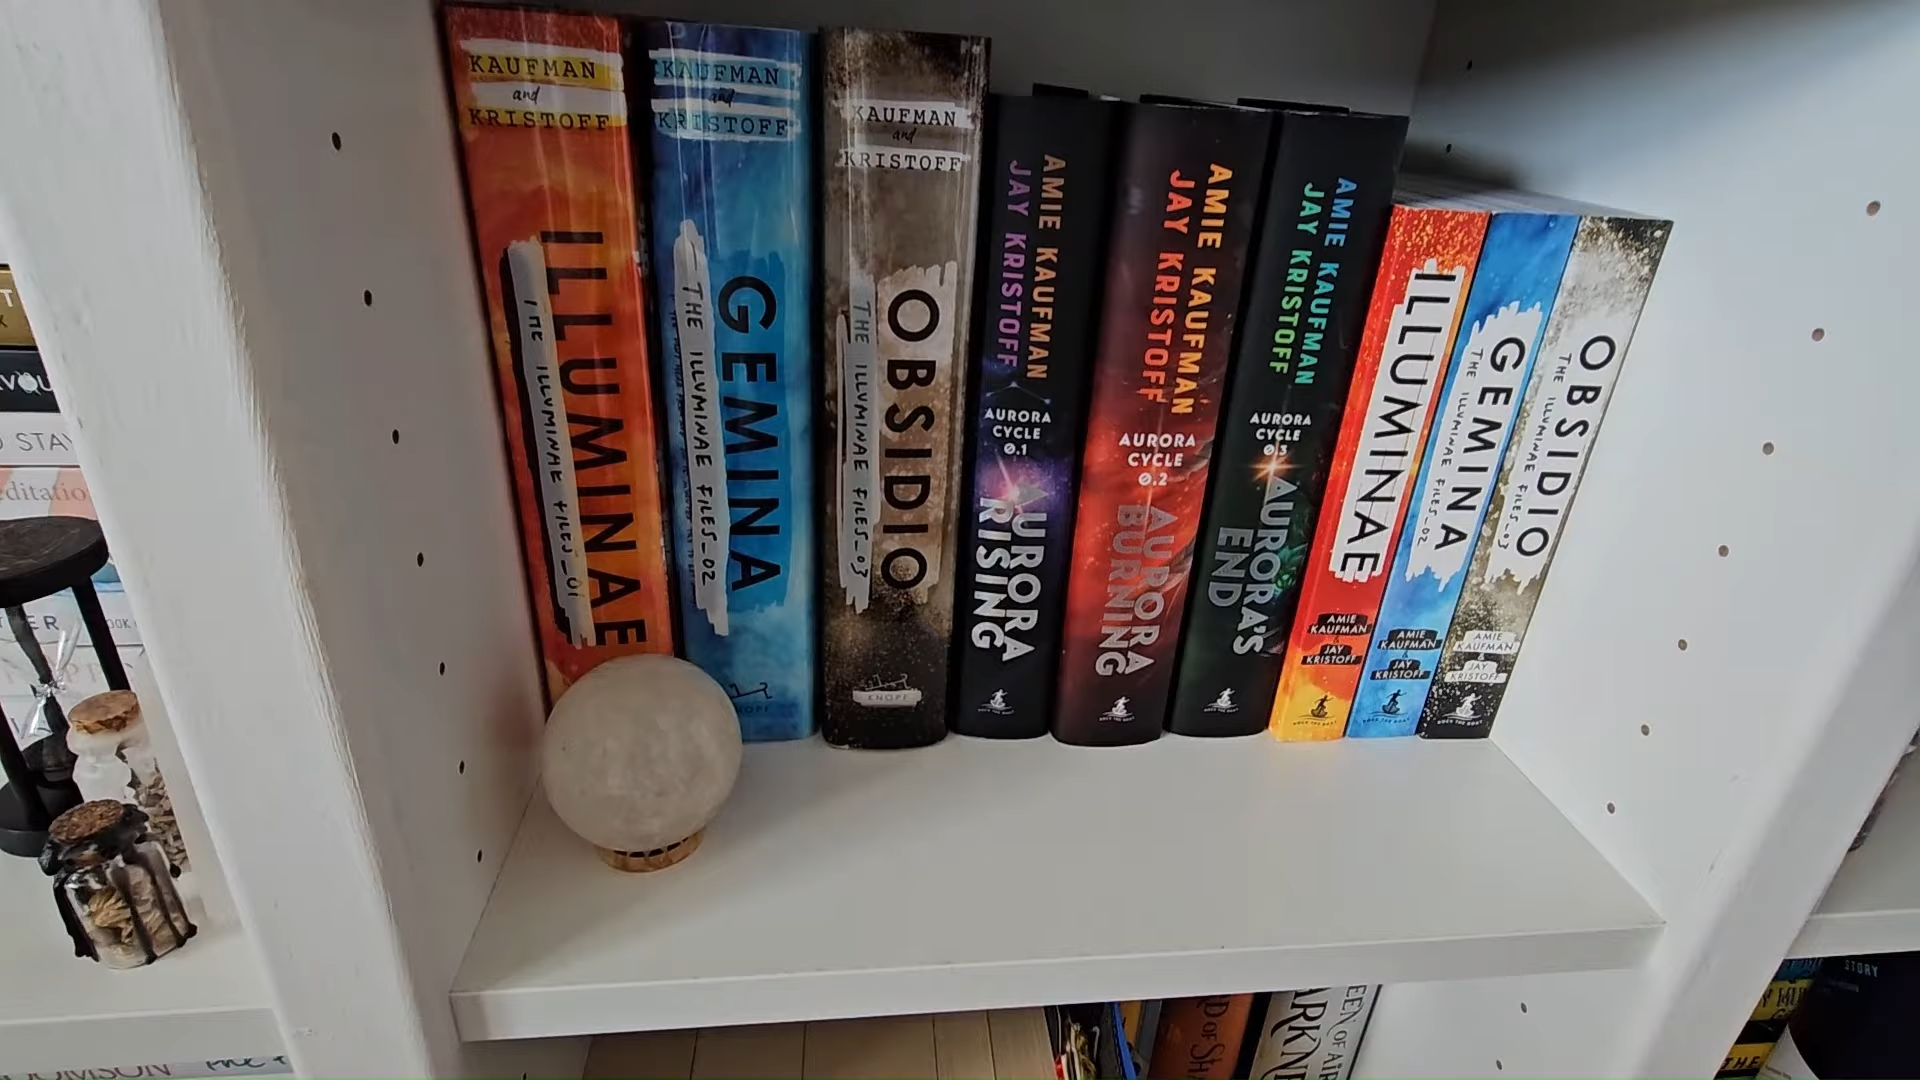 KAUFMAN
and
KRISTOFF
ILLUMINAE
THE ILLUMINAE FILES_01
KAUFMAN
and
KRISTOFF
GEMINA
THE ILLUMINAE FILES_02
KAUFMAN
and
KRISTOFF
OBSIDIO
THE ILLUMINAE FILES_03
KNOPF
AMIE KAUFMAN
JAY KRISTOFF
AURORA
CYCLE
0.1
AURORA
RISING
AMIE KAUFMAN
JAY KRISTOFF
AURORA
CYCLE
0.2
AURORA
BURNING
AMIE KAUFMAN
JAY KRISTOFF
AURORA
CYCLE
0.3
AURORA'S
END
ILLUMINAE
AMIE
KAUFMAN
&
JAY
KRISTOFF
GEMINA
THE ILLUMINAE FILES_02
AMIE
KAUFMAN
&
JAY
KRISTOFF
OBSIDIO
THE ILLUMINAE FILES_03
AMIE
KAUFMAN
&
JAY
KRISTOFF
STORY
THE